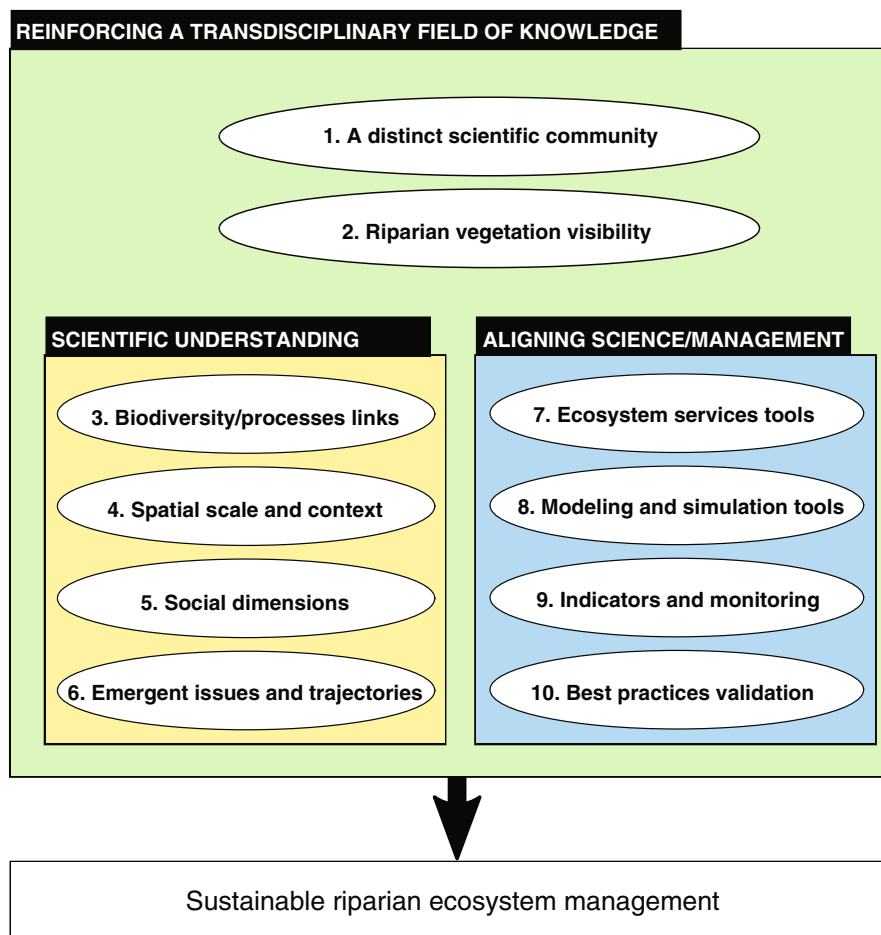 REINFORCING A TRANSDISCIPLINARY FIELD OF KNOWLEDGE
1. A distinct scientific community
2. Riparian vegetation visibility
SCIENTIFIC UNDERSTANDING
3. Biodiversity/processes links
4. Spatial scale and context
5. Social dimensions
6. Emergent issues and trajectories
ALIGNING SCIENCE/MANAGEMENT
7. Ecosystem services tools
8. Modeling and simulation tools
9. Indicators and monitoring
10. Best practices validation
Sustainable riparian ecosystem management